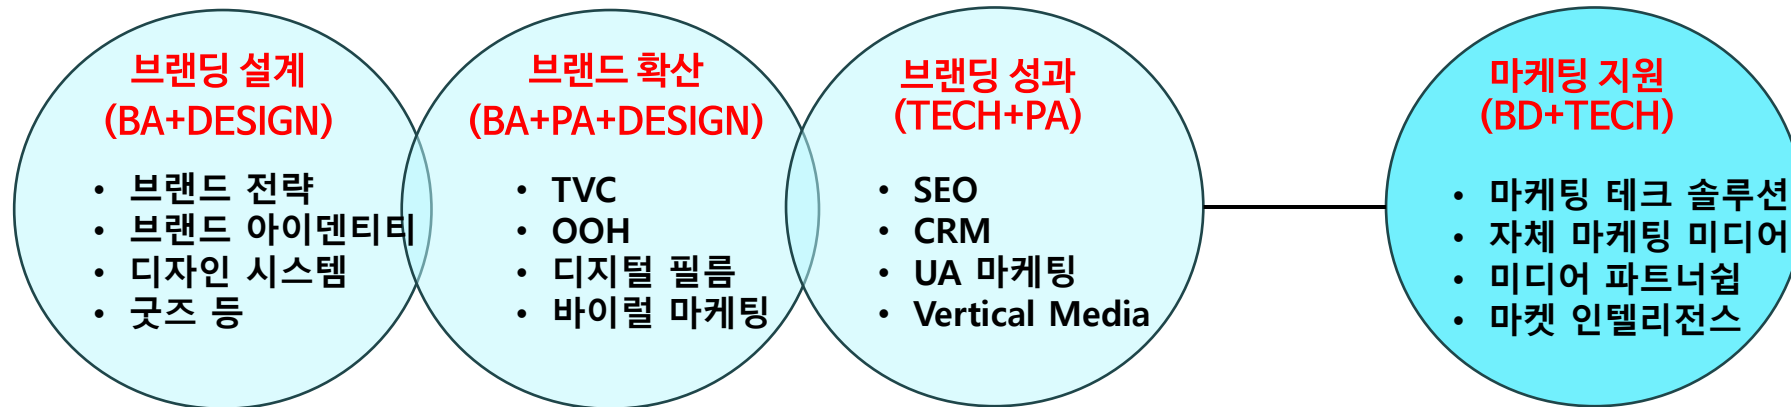 브랜딩 설계
(BA+DESIGN)
• 브랜드 전략
• 브랜드 아이덴티티
• 디자인 시스템
• 굿즈 등
브랜드 확산
(BA+PA+DESIGN)
• TVC
• OOH
• 디지털 필름
• 바이럴 마케팅
브랜딩 성과
(TECH+PA)
• SEO
• CRM
• UA 마케팅
• Vertical Media
마케팅 지원
(BD+TECH)
• 마케팅 테크 솔루션
• 자체 마케팅 미디어
• 미디어 파트너쉽
• 마켓 인텔리전스